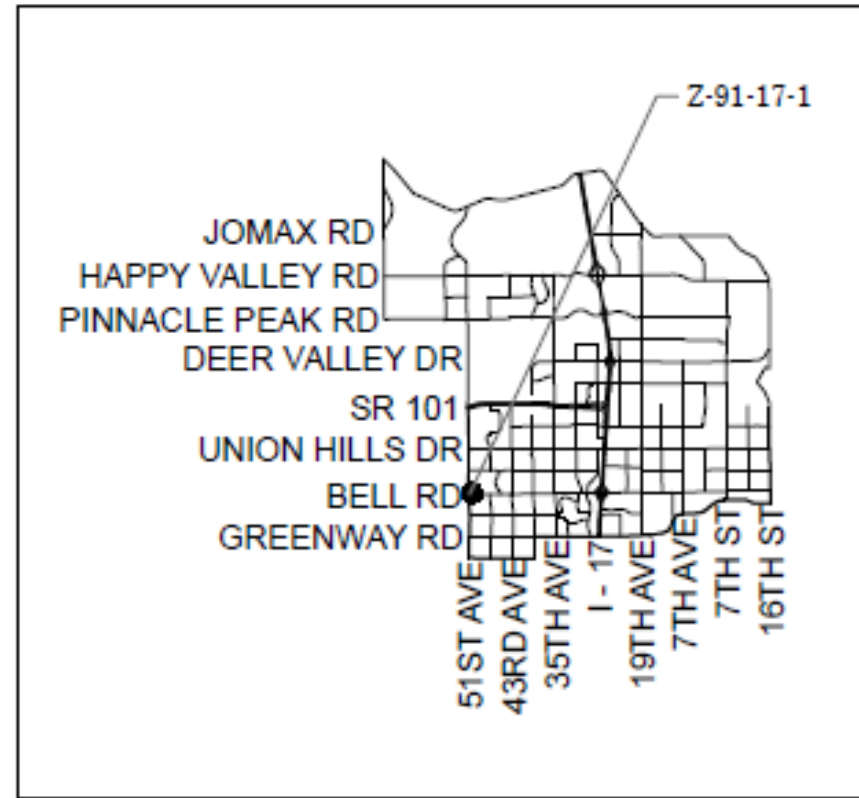 Z-91-17-1
JOMAX RD
HAPPY VALLEY RD
PINNACLE PEAK RD
DEER VALLEY DR
SR 101
UNION HILLS DR
BELL RD
GREENWAY RD
51ST AVE
43RD AVE
35TH AVE
I - 17
19TH AVE
7TH AVE
7TH ST
16TH ST